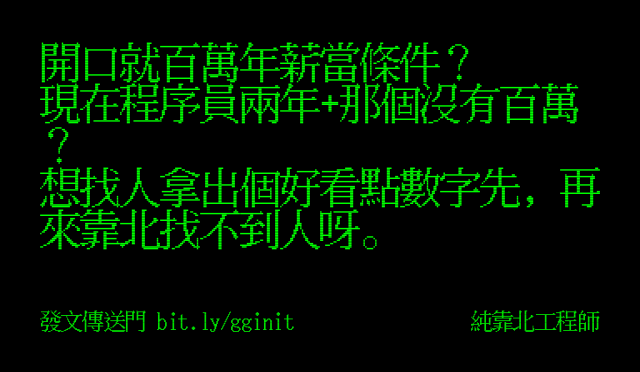 開口就百萬年薪當條件？
現在程序員兩年+那個沒有百萬
？
想找人拿出個好看點數字先，再
來靠北找不到人呀。
發文傳送門 bit.ly/gginit
純靠北工程師